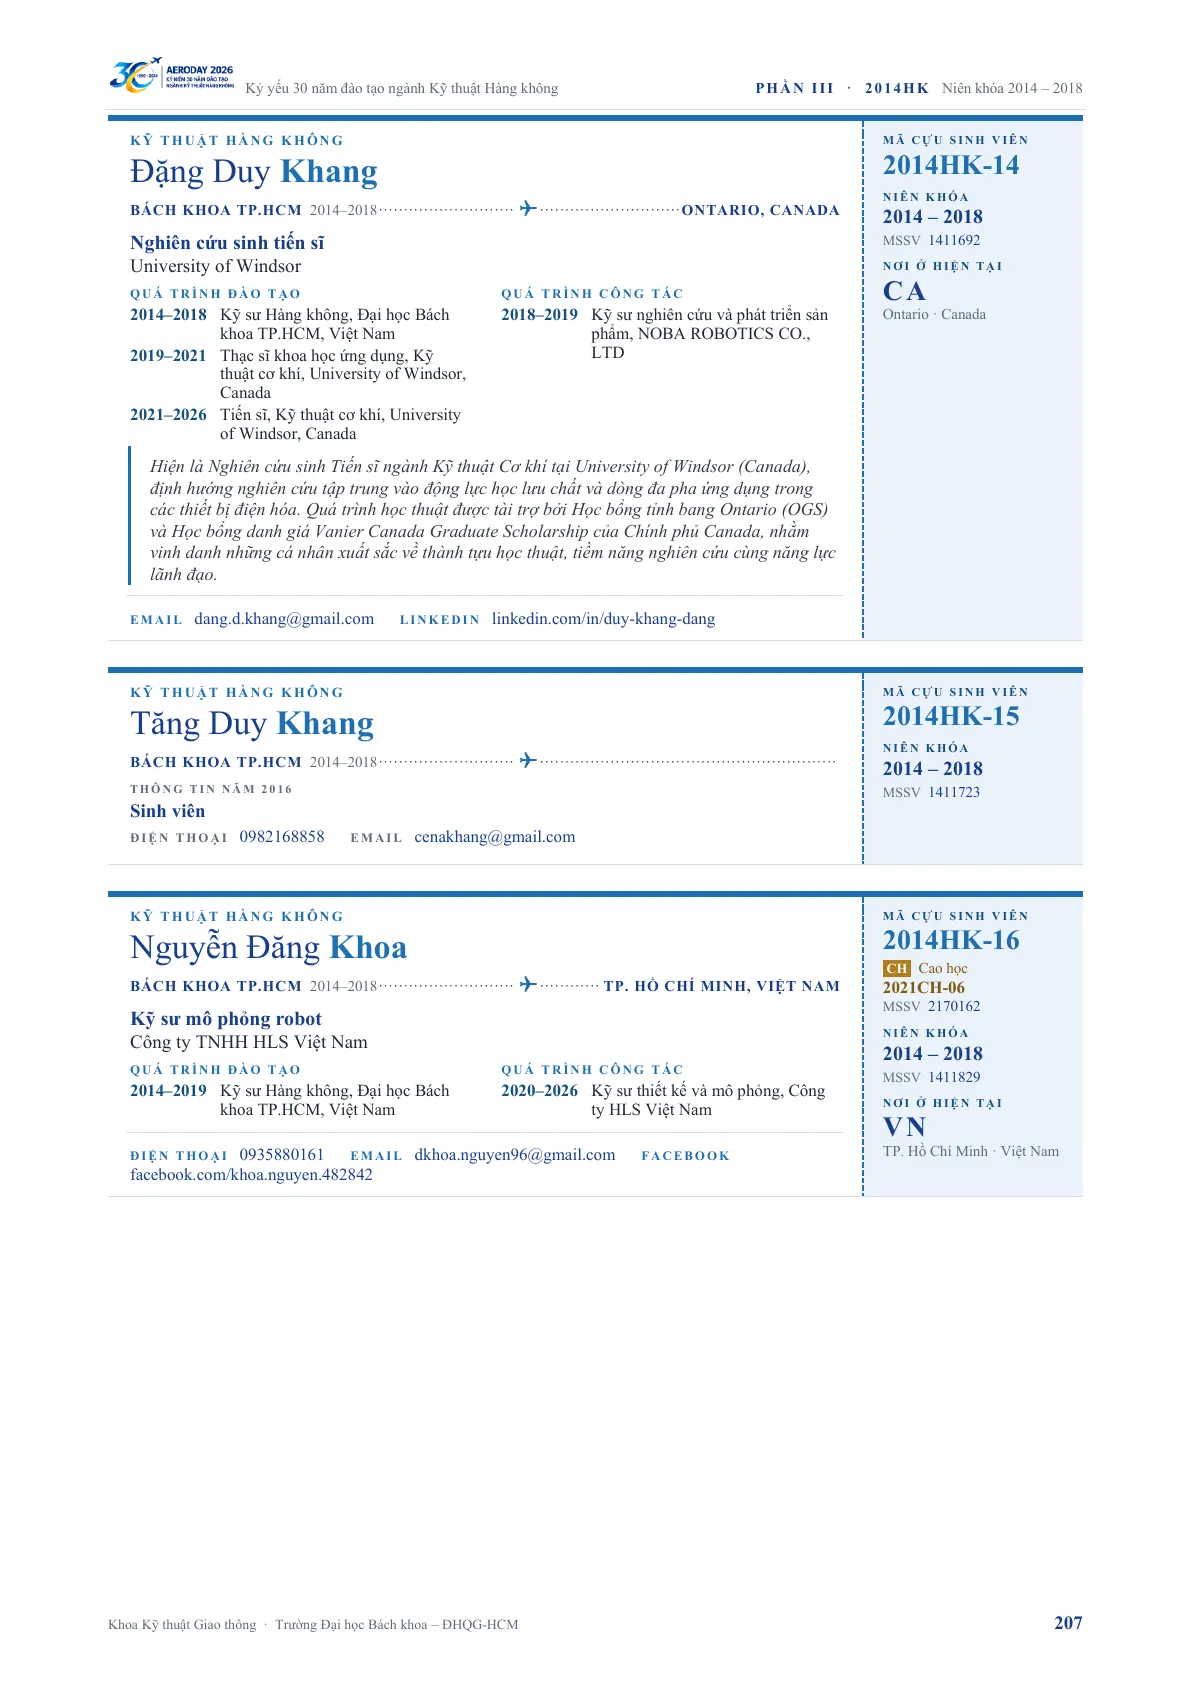 30
1996 - 2026
AERODAY 2026
KỶ NIỆM 30 NĂM ĐÀO TẠO
NGÀNH KỸ THUẬT HÀNG KHÔNG
Kỷ yếu 30 năm đào tạo ngành Kỹ thuật Hàng không
PHẦN III · 2014HK Niên khóa 2014 – 2018
KỸ THUẬT HÀNG KHÔNG
Đặng Duy Khang
BÁCH KHOA TP.HCM 2014–2018 ONTARIO, CANADA
Nghiên cứu sinh tiến sĩ
University of Windsor
QUÁ TRÌNH ĐÀO TẠO
2014–2018 Kỹ sư Hàng không, Đại học Bách
khoa TP.HCM, Việt Nam
2019–2021 Thạc sĩ khoa học ứng dụng, Kỹ
thuật cơ khí, University of Windsor,
Canada
2021–2026 Tiến sĩ, Kỹ thuật cơ khí, University
of Windsor, Canada
QUÁ TRÌNH CÔNG TÁC
2018–2019 Kỹ sư nghiên cứu và phát triển sản
phẩm, NOBA ROBOTICS CO.,
LTD
Hiện là Nghiên cứu sinh Tiến sĩ ngành Kỹ thuật Cơ khí tại University of Windsor (Canada),
định hướng nghiên cứu tập trung vào động lực học lưu chất và dòng đa pha ứng dụng trong
các thiết bị điện hóa. Quá trình học thuật được tài trợ bởi Học bổng tỉnh bang Ontario (OGS)
và Học bổng danh giá Vanier Canada Graduate Scholarship của Chính phủ Canada, nhằm
vinh danh những cá nhân xuất sắc về thành tựu học thuật, tiềm năng nghiên cứu cùng năng lực
lãnh đạo.
EMAIL dang.d.khang@gmail.com LINKEDIN linkedin.com/in/duy-khang-dang
MÃ CỰU SINH VIÊN
2014HK-14
NIÊN KHÓA
2014 – 2018
MSSV 1411692
NƠI Ở HIỆN TẠI
CA
Ontario · Canada
KỸ THUẬT HÀNG KHÔNG
Tăng Duy Khang
BÁCH KHOA TP.HCM 2014–2018
THÔNG TIN NĂM 2016
Sinh viên
ĐIỆN THOẠI 0982168858 EMAIL cenakhang@gmail.com
MÃ CỰU SINH VIÊN
2014HK-15
NIÊN KHÓA
2014 – 2018
MSSV 1411723
KỸ THUẬT HÀNG KHÔNG
Nguyễn Đăng Khoa
BÁCH KHOA TP.HCM 2014–2018 TP. HỒ CHÍ MINH, VIỆT NAM
Kỹ sư mô phỏng robot
Công ty TNHH HLS Việt Nam
QUÁ TRÌNH ĐÀO TẠO
2014–2019 Kỹ sư Hàng không, Đại học Bách
khoa TP.HCM, Việt Nam
QUÁ TRÌNH CÔNG TÁC
2020–2026 Kỹ sư thiết kế và mô phỏng, Công
ty HLS Việt Nam
ĐIỆN THOẠI 0935880161 EMAIL dkhoa.nguyen96@gmail.com FACEBOOK
facebook.com/khoa.nguyen.482842
MÃ CỰU SINH VIÊN
2014HK-16
CH Cao học
2021CH-06
MSSV 2170162
NIÊN KHÓA
2014 – 2018
MSSV 1411829
NƠI Ở HIỆN TẠI
VN
TP. Hồ Chí Minh · Việt Nam
Khoa Kỹ thuật Giao thông · Trường Đại học Bách khoa – ĐHQG-HCM
207